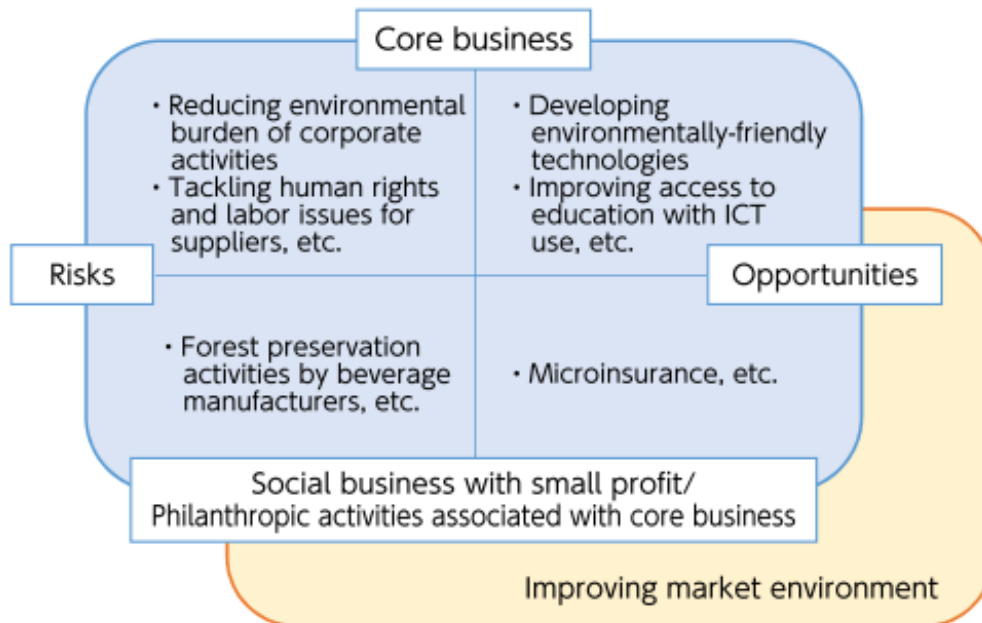 Core business
・Reducing environmental
burden of corporate
activities
・Tackling human rights
and labor issues for
suppliers, etc.
・Developing
environmentally-friendly
technologies
・Improving access to
education with ICT
use, etc.
Risks
Opportunities
・Forest preservation
activities by beverage
manufacturers, etc.
・Microinsurance, etc.
Social business with small profit/
Philanthropic activities associated with core business
Improving market environment